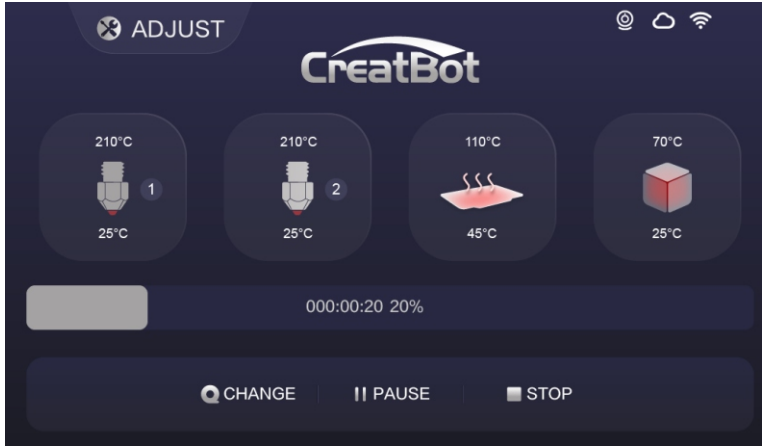 ADJUST
CreatBot
210°C 210°C 110°C 70°C
1 2
25°C 25°C 45°C 25°C
000:00:20 20%
CHANGE PAUSE STOP